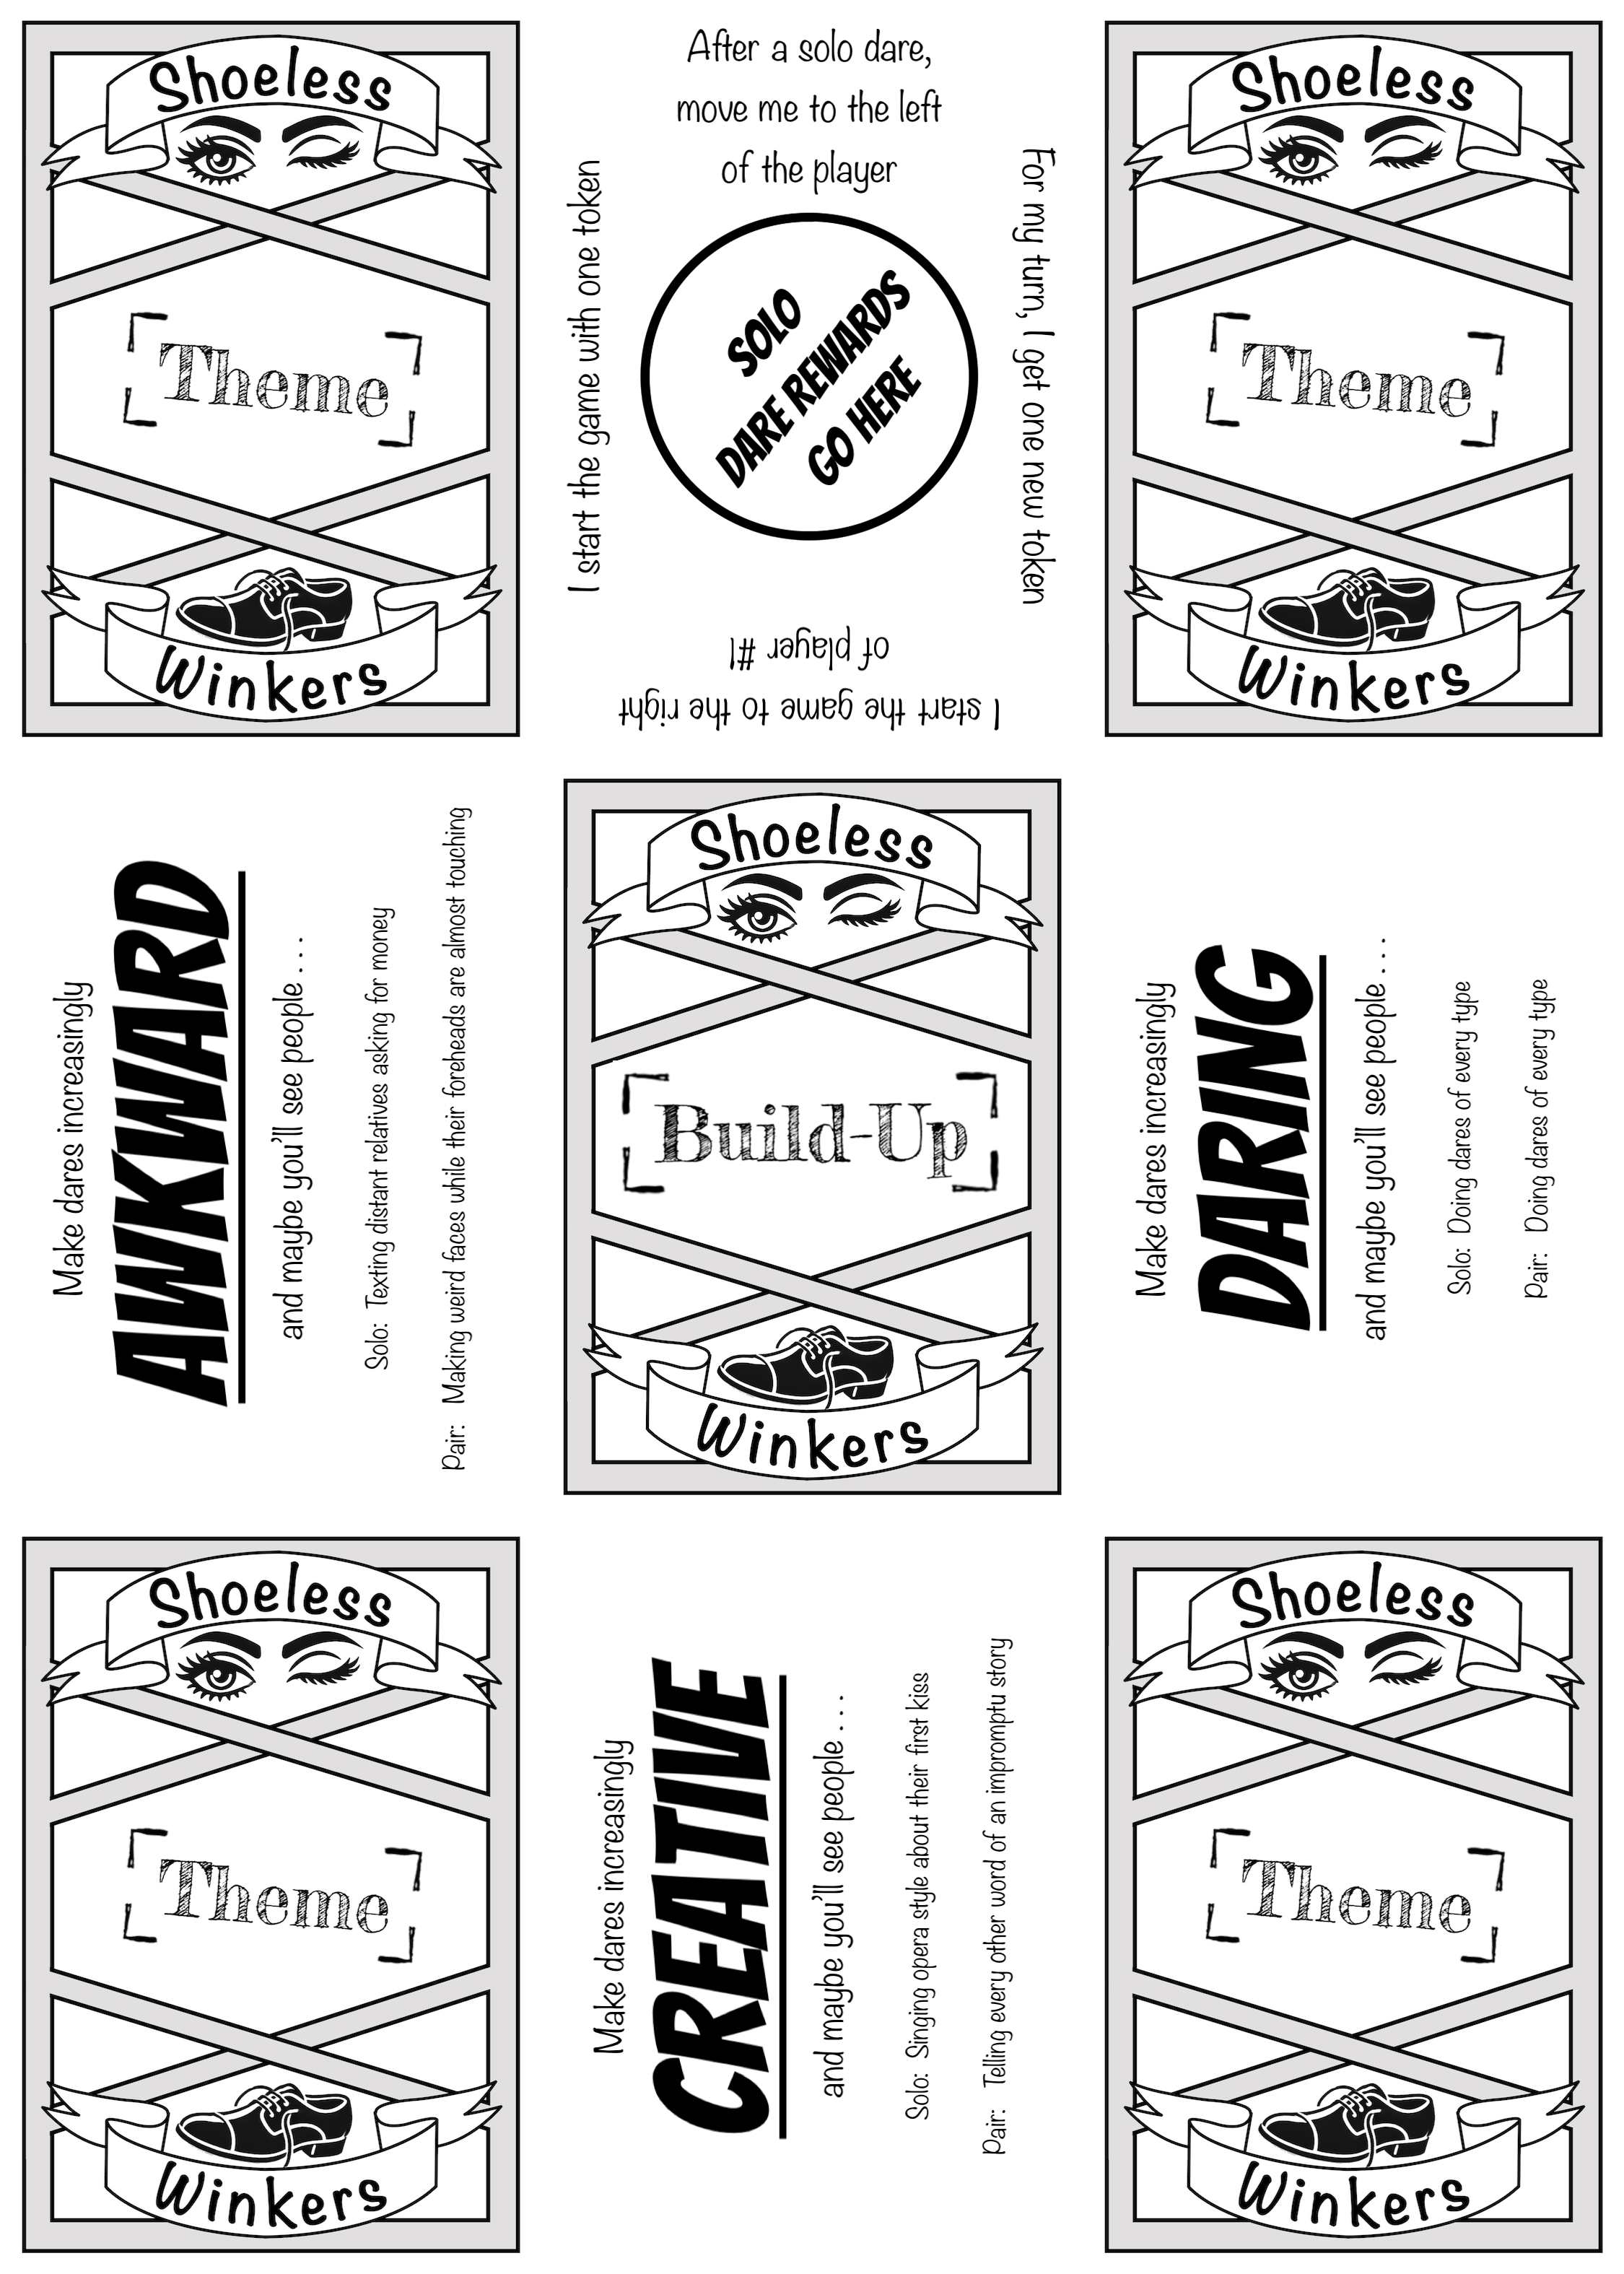 Shoeless
Theme
Winkers
After a solo dare,
move me to the left
of the player
I start the game with one token
SOLO
DARE REWARDS
GO HERE
For my turn, I get one new token
I start the game to the right
of player #1
Shoeless
Theme
Winkers
Make dares increasingly
AWKWARD
and maybe you'll see people . . .
Solo: Texting distant relatives asking for money
Pair: Making weird faces while their foreheads are almost touching
Shoeless
Build-Up
Winkers
Make dares increasingly
DARING
and maybe you'll see people . . .
Solo: Doing dares of every type
Pair: Doing dares of every type
Shoeless
Theme
Winkers
Make dares increasingly
CREATIVE
and maybe you'll see people . . .
Solo: Singing opera style about their first kiss
Pair: Telling every other word of an impromptu story
Shoeless
Theme
Winkers